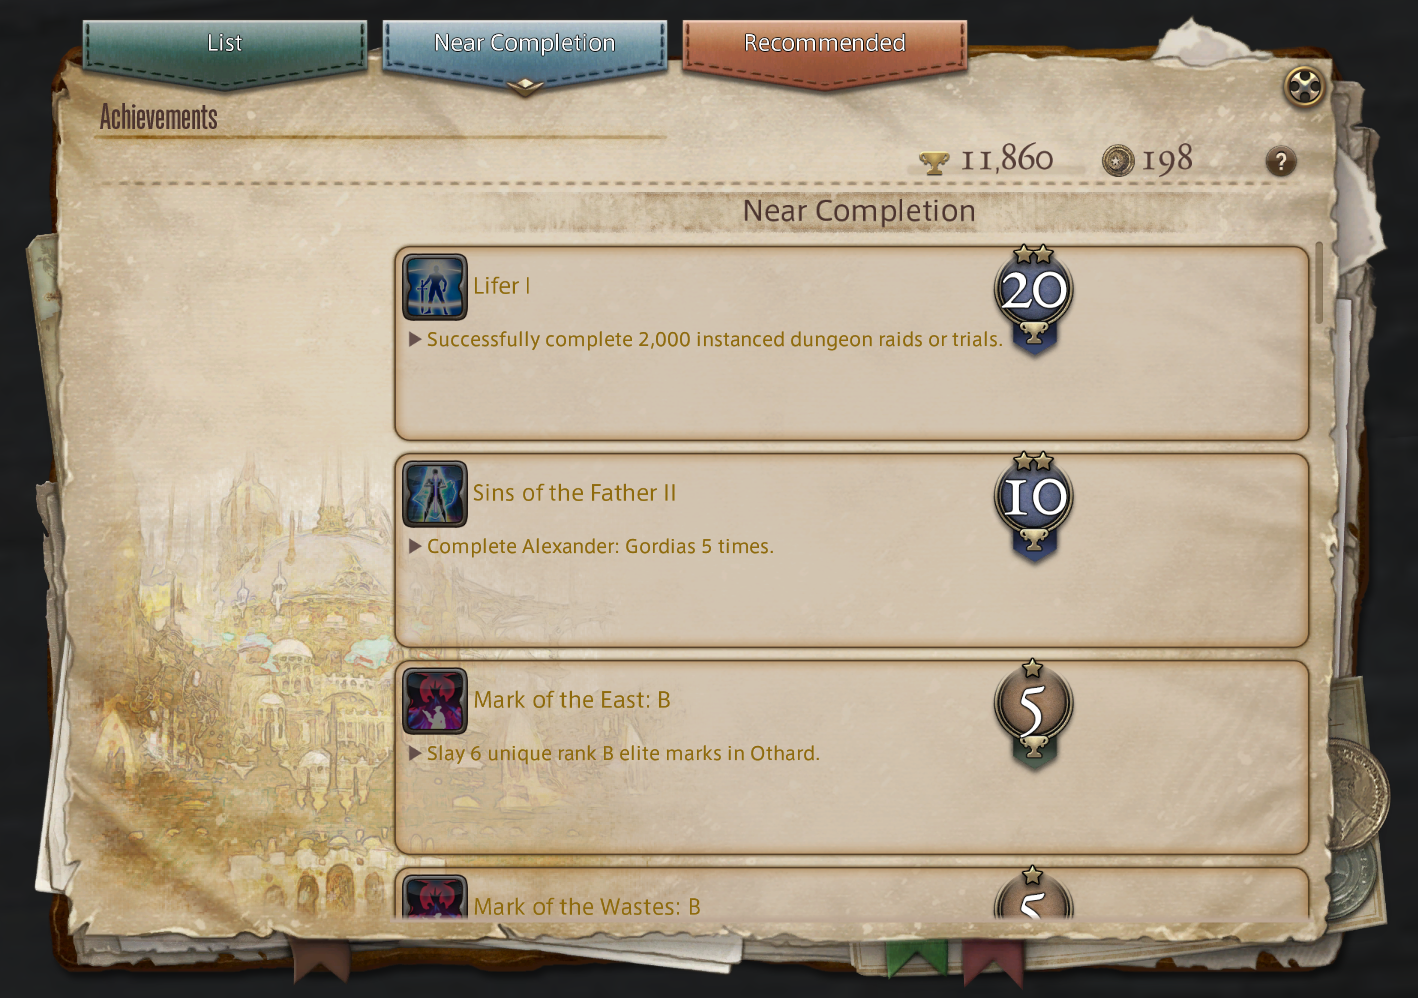 List
Near Completion
Recommended
Achievements
11,860
198
?
Near Completion
Lifer I
20
Successfully complete 2,000 instanced dungeon raids or trials.
Sins of the Father II
10
Complete Alexander: Gordias 5 times.
Mark of the East: B
5
Slay 6 unique rank B elite marks in Othard.
Mark of the Wastes: B
5